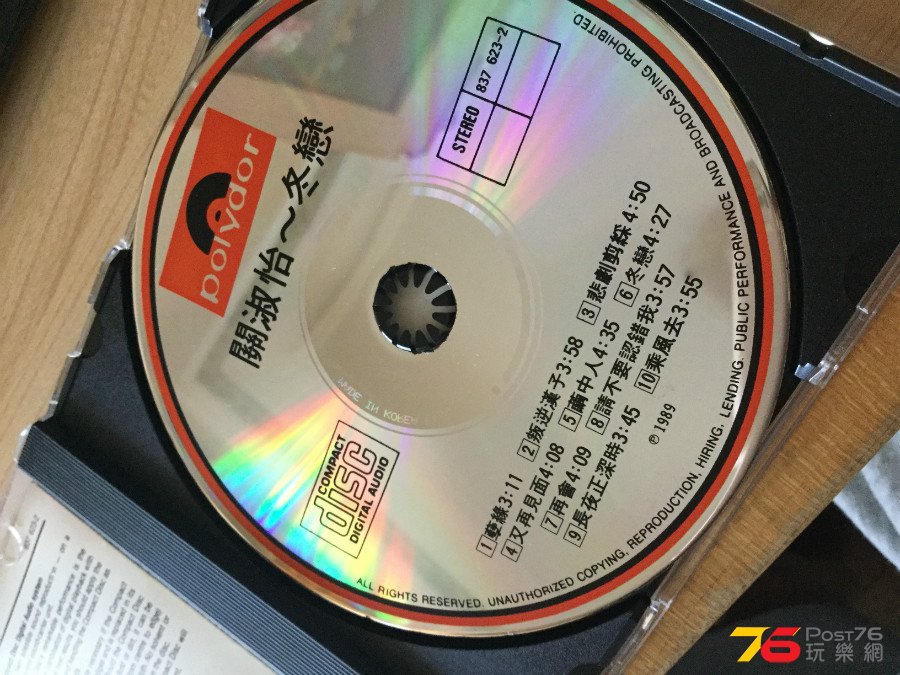 polydor
關淑怡～冬戀
STEREO 837 623-2
COMPACT
disc
DIGITAL AUDIO
MADE IN KOREA
1 雙綠3:11 2 叛逆漢子3:58 3 悲劇剪綵4:50
4 又再見面4:08 5 繭中人4:35 6 冬戀4:27
7 再會4:09 8 請不要認錯我3:57
9 長夜正深時3:45 10 乘風去3:55
℗1989
ALL RIGHTS RESERVED. UNAUTHORIZED COPYING, REPRODUCTION, HIRING, LENDING, PUBLIC PERFORMANCE AND BROADCASTING PROHIBITED.
76 Post76
玩樂網